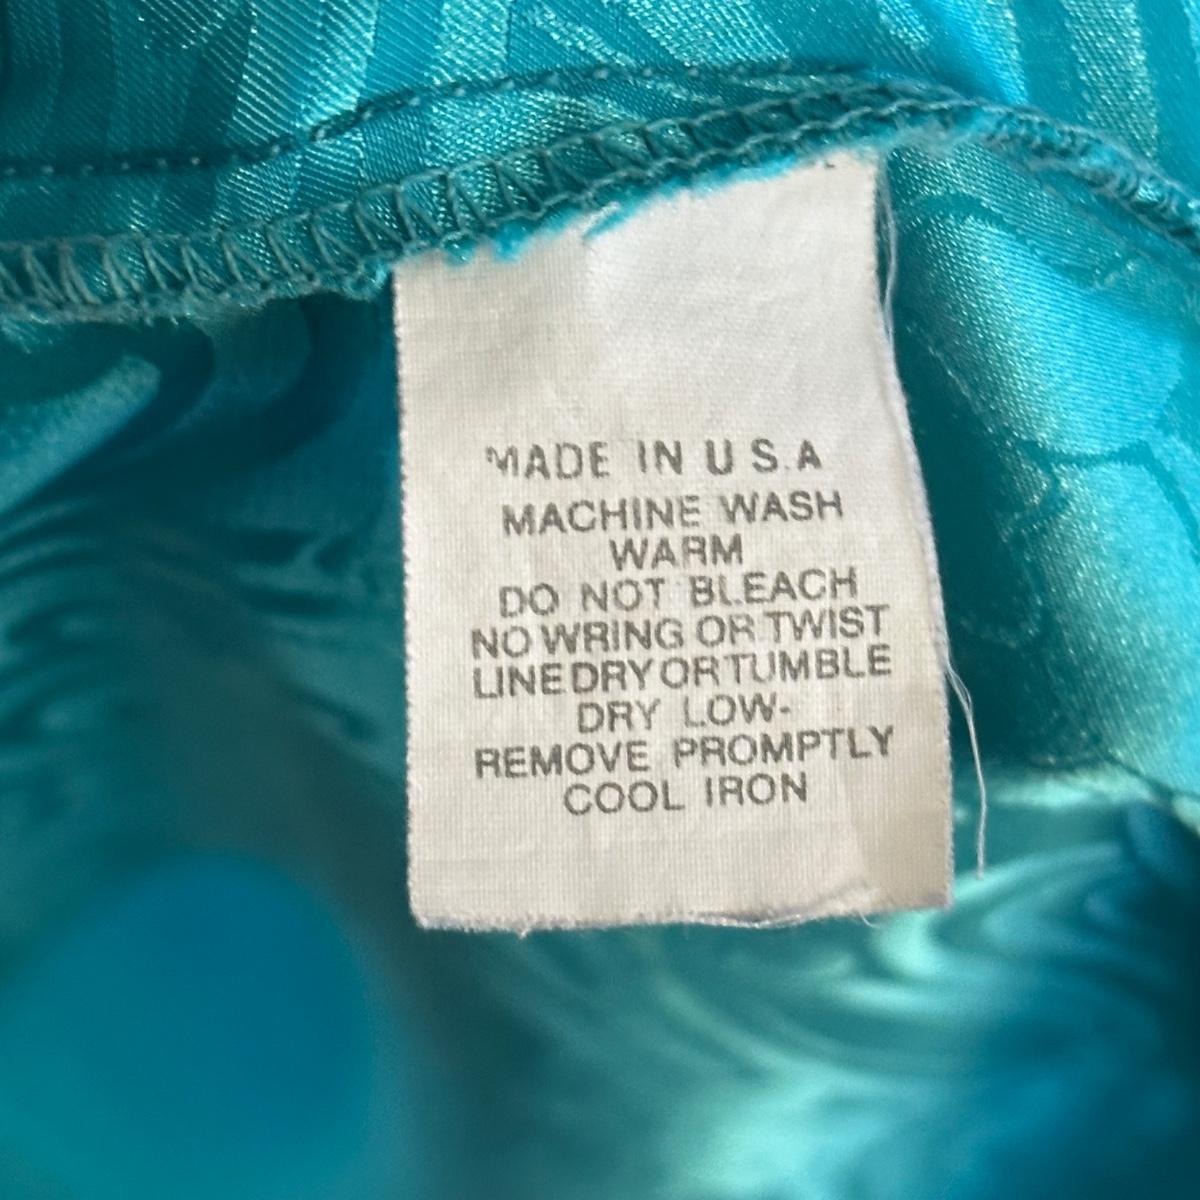 MADE IN U.S.A
MACHINE WASH
WARM
DO NOT BLEACH
NO WRING OR TWIST
LINE DRY OR TUMBLE
DRY LOW-
REMOVE PROMPTLY
COOL IRON